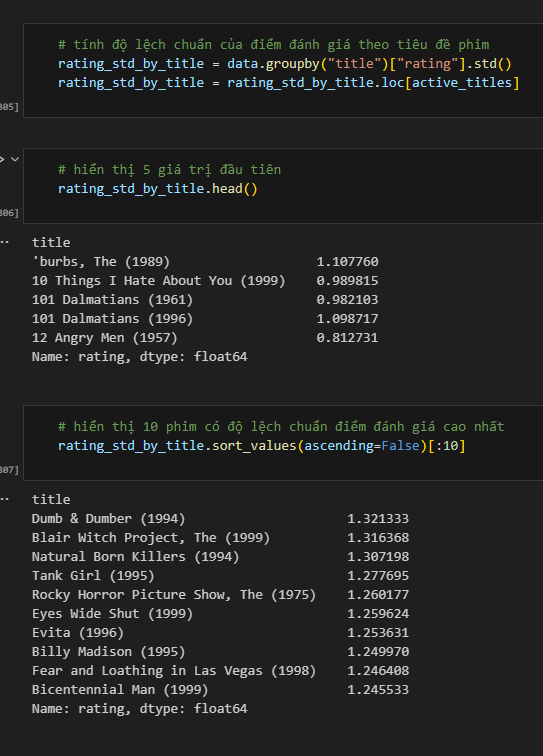 # tính độ lệch chuẩn của điểm đánh giá theo tiêu đề phim
rating_std_by_title = data.groupby("title")["rating"].std()
rating_std_by_title = rating_std_by_title.loc[active_titles]
305]
# hiển thị 5 giá trị đầu tiên
rating_std_by_title.head()
306]
title
'burbs, The (1989) 1.107760
10 Things I Hate About You (1999) 0.989815
101 Dalmatians (1961) 0.982103
101 Dalmatians (1996) 1.098717
12 Angry Men (1957) 0.812731
Name: rating, dtype: float64
# hiển thị 10 phim có độ lệch chuẩn điểm đánh giá cao nhất
rating_std_by_title.sort_values(ascending=False)[:10]
307]
title
Dumb & Dumber (1994) 1.321333
Blair Witch Project, The (1999) 1.316368
Natural Born Killers (1994) 1.307198
Tank Girl (1995) 1.277695
Rocky Horror Picture Show, The (1975) 1.260177
Eyes Wide Shut (1999) 1.259624
Evita (1996) 1.253631
Billy Madison (1995) 1.249970
Fear and Loathing in Las Vegas (1998) 1.246408
Bicentennial Man (1999) 1.245533
Name: rating, dtype: float64